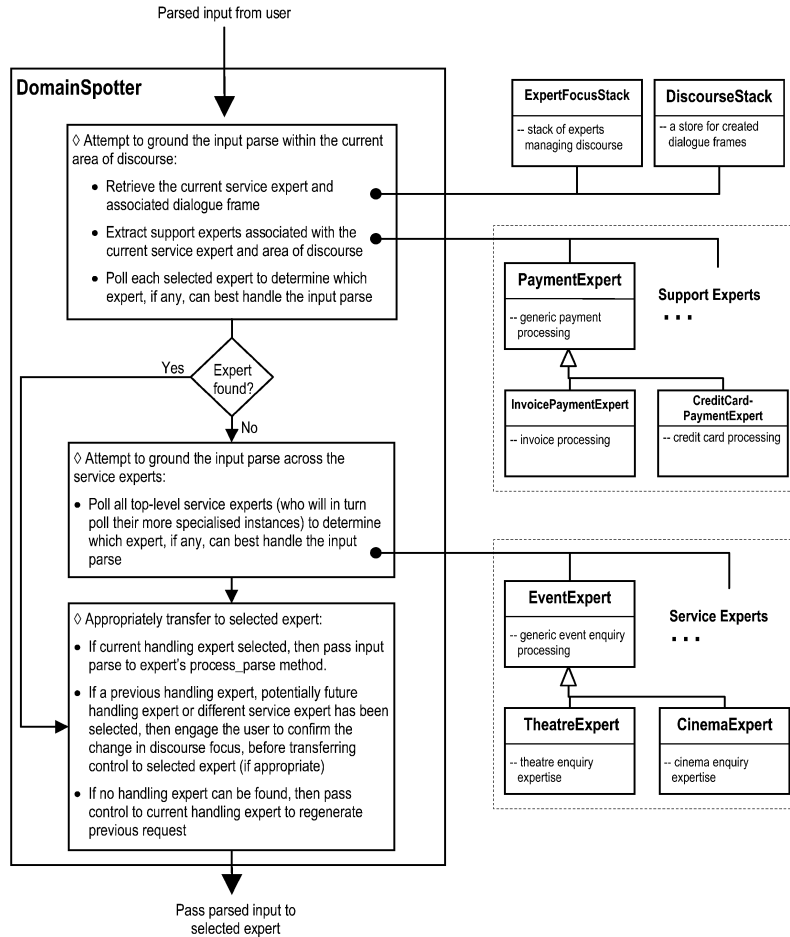 Parsed input from user
DomainSpotter
◊ Attempt to ground the input parse within the current
area of discourse:
• Retrieve the current service expert and
associated dialogue frame
• Extract support experts associated with the
current service expert and area of discourse
• Poll each selected expert to determine which
expert, if any, can best handle the input parse
Yes
Expert
found?
No
◊ Attempt to ground the input parse across the
service experts:
• Poll all top-level service experts (who will in turn
poll their more specialised instances) to determine
which expert, if any, can best handle the input
parse
◊ Appropriately transfer to selected expert:
• If current handling expert selected, then pass input
parse to expert's process_parse method.
• If a previous handling expert, potentially future
handling expert or different service expert has been
selected, then engage the user to confirm the
change in discourse focus, before transferring
control to selected expert (if appropriate)
• If no handling expert can be found, then pass
control to current handling expert to regenerate
previous request
Pass parsed input to
selected expert
ExpertFocusStack
-- stack of experts
managing discourse
DiscourseStack
-- a store for created
dialogue frames
PaymentExpert
-- generic payment
processing
Support Experts
...
InvoicePaymentExpert
-- invoice processing
CreditCard-
PaymentExpert
-- credit card processing
EventExpert
-- generic event enquiry
processing
Service Experts
...
TheatreExpert
-- theatre enquiry
expertise
CinemaExpert
-- cinema enquiry
expertise